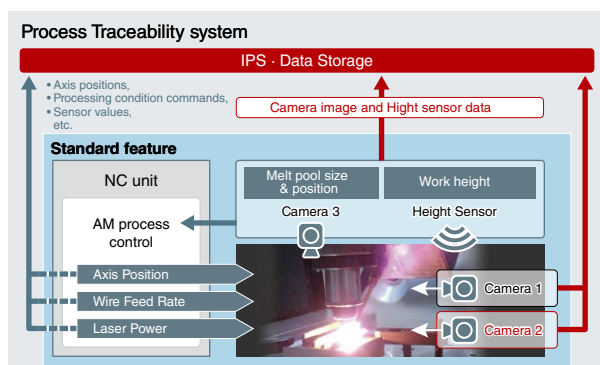 Process Traceability system
IPS · Data Storage
• Axis positions,
• Processing condition commands,
• Sensor values,
etc.
Camera image and Hight sensor data
Standard feature
NC unit
AM process
control
Melt pool size
& position
Work height
Camera 3
Height Sensor
Axis Position
Wire Feed Rate
Laser Power
Camera 1
Camera 2